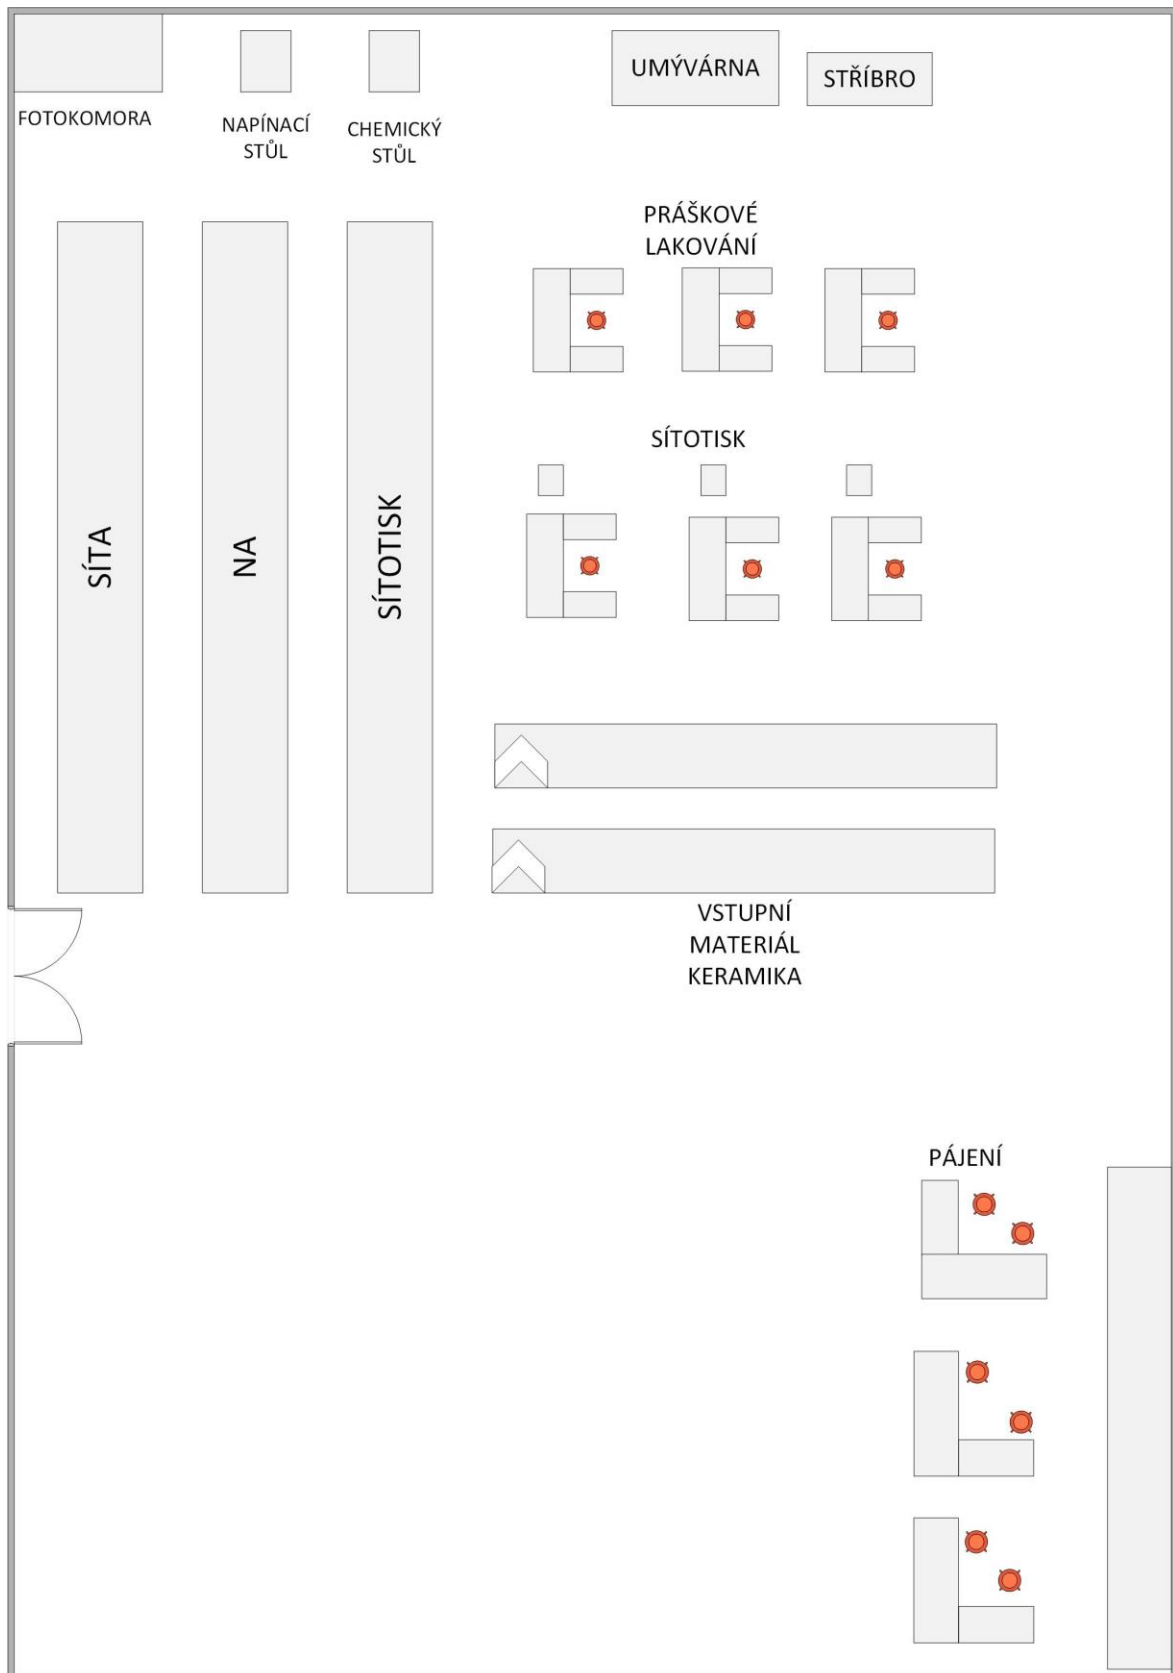 UMÝVÁRNA
STŘÍBRO
FOTOKOMORA
NAPÍNACÍ
STŮL
CHEMICKÝ
STŮL
PRÁŠKOVÉ
LAKOVÁNÍ
SÍTOTISK
SÍTA
NA
SÍTOTISK
VSTUPNÍ
MATERIÁL
KERAMIKA
PÁJENÍ